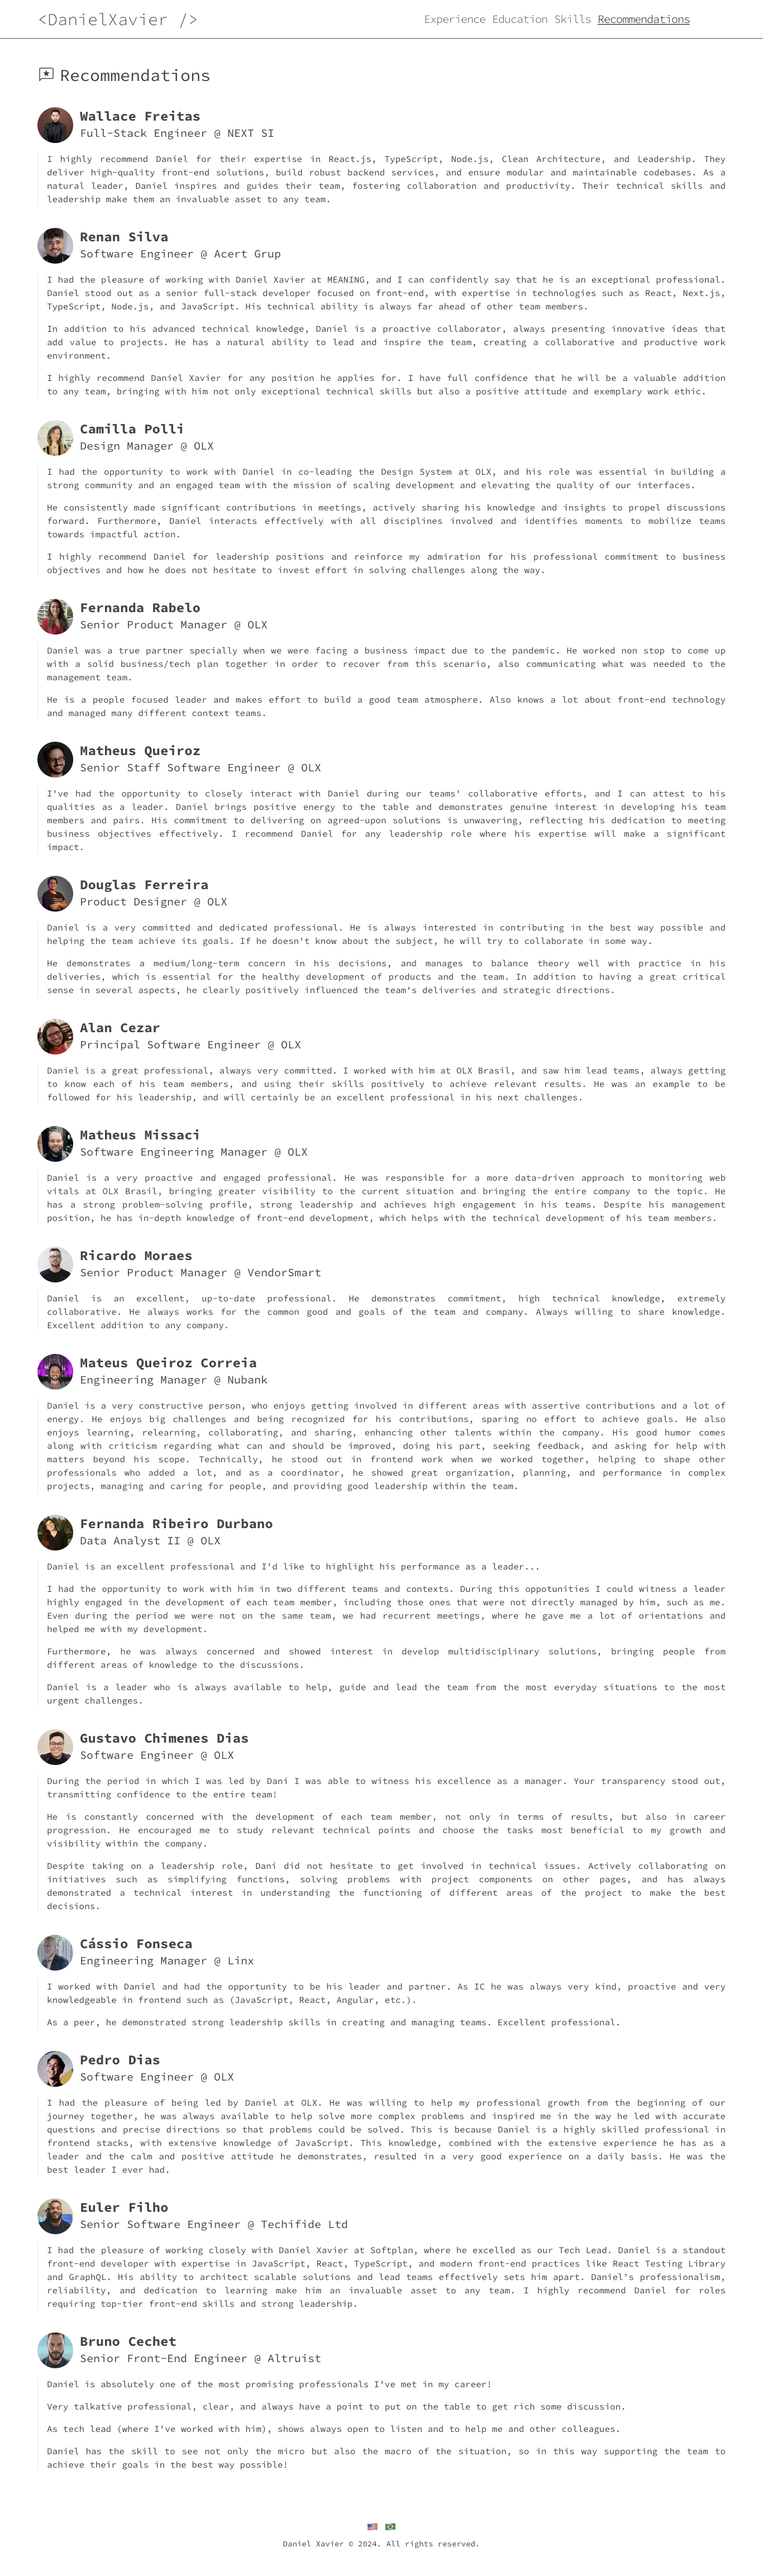 <DanielXavier />
Experience Education Skills Recommendations
Recommendations
Wallace Freitas
Full-Stack Engineer @ NEXT SI
I highly recommend Daniel for their expertise in React.js, TypeScript, Node.js, Clean Architecture, and Leadership. They
deliver high-quality front-end solutions, build robust backend services, and ensure modular and maintainable codebases. As a
natural leader, Daniel inspires and guides their team, fostering collaboration and productivity. Their technical skills and
leadership make them an invaluable asset to any team.
Renan Silva
Software Engineer @ Acert Grup
I had the pleasure of working with Daniel Xavier at MEANING, and I can confidently say that he is an exceptional professional.
Daniel stood out as a senior full-stack developer focused on front-end, with expertise in technologies such as React, Next.js,
TypeScript, Node.js, and JavaScript. His technical ability is always far ahead of other team members.
In addition to his advanced technical knowledge, Daniel is a proactive collaborator, always presenting innovative ideas that
add value to projects. He has a natural ability to lead and inspire the team, creating a collaborative and productive work
environment.
I highly recommend Daniel Xavier for any position he applies for. I have full confidence that he will be a valuable addition
to any team, bringing with him not only exceptional technical skills but also a positive attitude and exemplary work ethic.
Camilla Polli
Design Manager @ OLX
I had the opportunity to work with Daniel in co-leading the Design System at OLX, and his role was essential in building a
strong community and an engaged team with the mission of scaling development and elevating the quality of our interfaces.
He consistently made significant contributions in meetings, actively sharing his knowledge and insights to propel discussions
forward. Furthermore, Daniel interacts effectively with all disciplines involved and identifies moments to mobilize teams
towards impactful action.
I highly recommend Daniel for leadership positions and reinforce my admiration for his professional commitment to business
objectives and how he does not hesitate to invest effort in solving challenges along the way.
Fernanda Rabelo
Senior Product Manager @ OLX
Daniel was a true partner specially when we were facing a business impact due to the pandemic. He worked non stop to come up
with a solid business/tech plan together in order to recover from this scenario, also communicating what was needed to the
management team.
He is a people focused leader and makes effort to build a good team atmosphere. Also knows a lot about front-end technology
and managed many different context teams.
Matheus Queiroz
Senior Staff Software Engineer @ OLX
I've had the opportunity to closely interact with Daniel during our teams' collaborative efforts, and I can attest to his
qualities as a leader. Daniel brings positive energy to the table and demonstrates genuine interest in developing his team
members and pairs. His commitment to delivering on agreed-upon solutions is unwavering, reflecting his dedication to meeting
business objectives effectively. I recommend Daniel for any leadership role where his expertise will make a significant
impact.
Douglas Ferreira
Product Designer @ OLX
Daniel is a very committed and dedicated professional. He is always interested in contributing in the best way possible and
helping the team achieve its goals. If he doesn't know about the subject, he will try to collaborate in some way.
He demonstrates a medium/long-term concern in his decisions, and manages to balance theory well with practice in his
deliveries, which is essential for the healthy development of products and the team. In addition to having a great critical
sense in several aspects, he clearly positively influenced the team's deliveries and strategic directions.
Alan Cezar
Principal Software Engineer @ OLX
Daniel is a great professional, always very committed. I worked with him at OLX Brasil, and saw him lead teams, always getting
to know each of his team members, and using their skills positively to achieve relevant results. He was an example to be
followed for his leadership, and will certainly be an excellent professional in his next challenges.
Matheus Missaci
Software Engineering Manager @ OLX
Daniel is a very proactive and engaged professional. He was responsible for a more data-driven approach to monitoring web
vitals at OLX Brasil, bringing greater visibility to the current situation and bringing the entire company to the topic. He
has a strong problem-solving profile, strong leadership and achieves high engagement in his teams. Despite his management
position, he has in-depth knowledge of front-end development, which helps with the technical development of his team members.
Ricardo Moraes
Senior Product Manager @ VendorSmart
Daniel is an excellent, up-to-date professional. He demonstrates commitment, high technical knowledge, extremely
collaborative. He always works for the common good and goals of the team and company. Always willing to share knowledge.
Excellent addition to any company.
Mateus Queiroz Correia
Engineering Manager @ Nubank
Daniel is a very constructive person, who enjoys getting involved in different areas with assertive contributions and a lot of
energy. He enjoys big challenges and being recognized for his contributions, sparing no effort to achieve goals. He also
enjoys learning, relearning, collaborating, and sharing, enhancing other talents within the company. His good humor comes
along with criticism regarding what can and should be improved, doing his part, seeking feedback, and asking for help with
matters beyond his scope. Technically, he stood out in frontend work when we worked together, helping to shape other
professionals who added a lot, and as a coordinator, he showed great organization, planning, and performance in complex
projects, managing and caring for people, and providing good leadership within the team.
Fernanda Ribeiro Durbano
Data Analyst II @ OLX
Daniel is an excellent professional and I'd like to highlight his performance as a leader...
I had the opportunity to work with him in two different teams and contexts. During this oppotunities I could witness a leader
highly engaged in the development of each team member, including those ones that were not directly managed by him, such as me.
Even during the period we were not on the same team, we had recurrent meetings, where he gave me a lot of orientations and
helped me with my development.
Furthermore, he was always concerned and showed interest in develop multidisciplinary solutions, bringing people from
different areas of knowledge to the discussions.
Daniel is a leader who is always available to help, guide and lead the team from the most everyday situations to the most
urgent challenges.
Gustavo Chimenes Dias
Software Engineer @ OLX
During the period in which I was led by Dani I was able to witness his excellence as a manager. Your transparency stood out,
transmitting confidence to the entire team!
He is constantly concerned with the development of each team member, not only in terms of results, but also in career
progression. He encouraged me to study relevant technical points and choose the tasks most beneficial to my growth and
visibility within the company.
Despite taking on a leadership role, Dani did not hesitate to get involved in technical issues. Actively collaborating on
initiatives such as simplifying functions, solving problems with project components on other pages, and has always
demonstrated a technical interest in understanding the functioning of different areas of the project to make the best
decisions.
Cássio Fonseca
Engineering Manager @ Linx
I worked with Daniel and had the opportunity to be his leader and partner. As IC he was always very kind, proactive and very
knowledgeable in frontend such as (JavaScript, React, Angular, etc.).
As a peer, he demonstrated strong leadership skills in creating and managing teams. Excellent professional.
Pedro Dias
Software Engineer @ OLX
I had the pleasure of being led by Daniel at OLX. He was willing to help my professional growth from the beginning of our
journey together, he was always available to help solve more complex problems and inspired me in the way he led with accurate
questions and precise directions so that problems could be solved. This is because Daniel is a highly skilled professional in
frontend stacks, with extensive knowledge of JavaScript. This knowledge, combined with the extensive experience he has as a
leader and the calm and positive attitude he demonstrates, resulted in a very good experience on a daily basis. He was the
best leader I ever had.
Euler Filho
Senior Software Engineer @ Techifide Ltd
I had the pleasure of working closely with Daniel Xavier at Softplan, where he excelled as our Tech Lead. Daniel is a standout
front-end developer with expertise in JavaScript, React, TypeScript, and modern front-end practices like React Testing Library
and GraphQL. His ability to architect scalable solutions and lead teams effectively sets him apart. Daniel's professionalism,
reliability, and dedication to learning make him an invaluable asset to any team. I highly recommend Daniel for roles
requiring top-tier front-end skills and strong leadership.
Bruno Cechet
Senior Front-End Engineer @ Altruist
Daniel is absolutely one of the most promising professionals I've met in my career!
Very talkative professional, clear, and always have a point to put on the table to get rich some discussion.
As tech lead (where I've worked with him), shows always open to listen and to help me and other colleagues.
Daniel has the skill to see not only the micro but also the macro of the situation, so in this way supporting the team to
achieve their goals in the best way possible!
Daniel Xavier © 2024. All rights reserved.